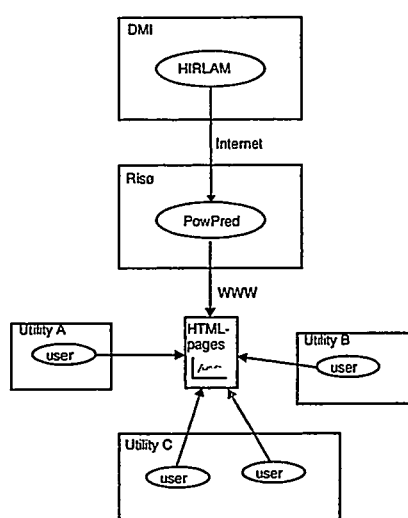 DMI
HIRLAM
Internet
Risø
PowPred
WWW
HTML-
pages
Utility A
user
Utility B
user
Utility C
user
user